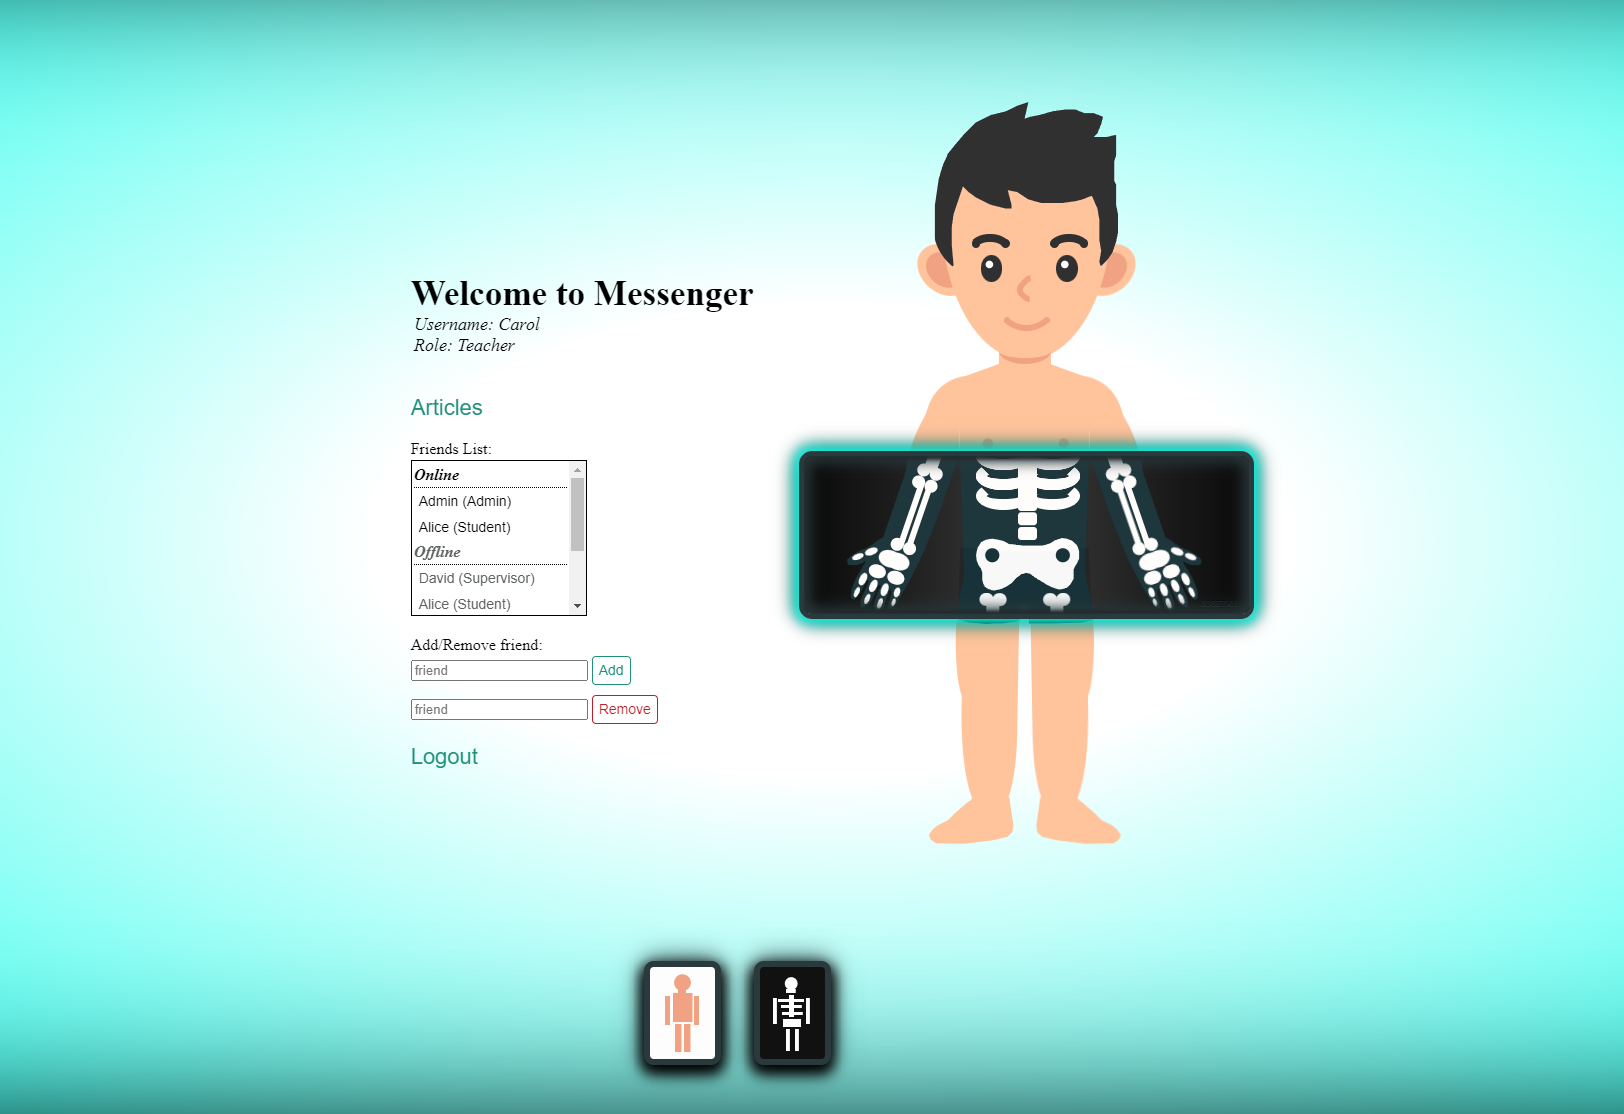 Welcome to Messenger
Username: Carol
Role: Teacher
Articles
Friends List:
Online
Admin (Admin)
Alice (Student)
Offline
David (Supervisor)
Alice (Student)
Add/Remove friend:
friend Add
friend Remove
Logout